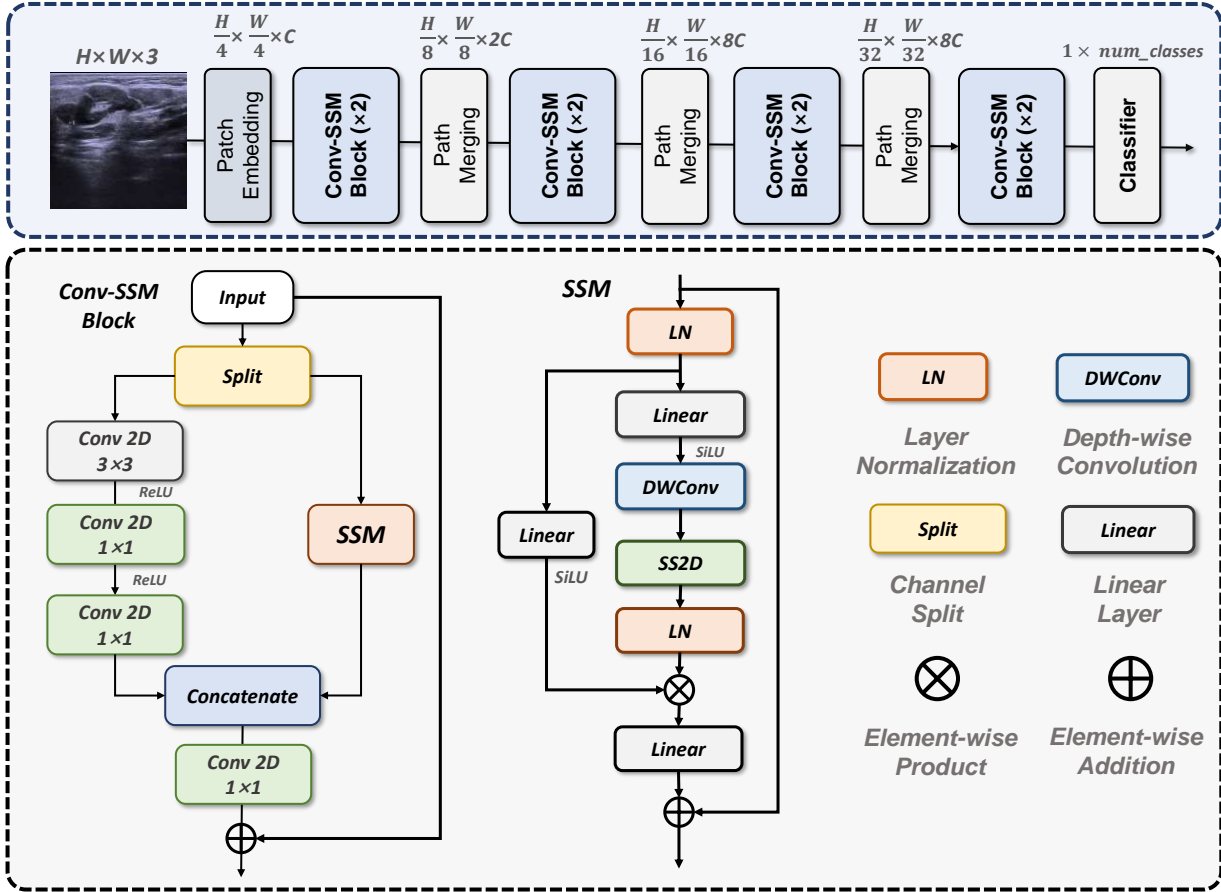 H×W×3
H/4 × W/4 ×C
H/8 × W/8 ×2C
H/16 × W/16 ×8C
H/32 × W/32 ×8C
1× num_classes
Patch
Embedding
Conv-SSM
Block (×2)
Path
Merging
Conv-SSM
Block (×2)
Path
Merging
Conv-SSM
Block (×2)
Path
Merging
Conv-SSM
Block (×2)
Classifier
Conv-SSM
Block
Input
Split
Conv 2D
3×3
ReLU
Conv 2D
1×1
ReLU
Conv 2D
1×1
SSM
Concatenate
Conv 2D
1×1
SSM
LN
Linear
SiLU
DWConv
Linear
SiLU
SS2D
LN
Linear
LN
Layer
Normalization
DWConv
Depth-wise
Convolution
Split
Channel
Split
Linear
Linear
Layer
Element-wise
Product
Element-wise
Addition